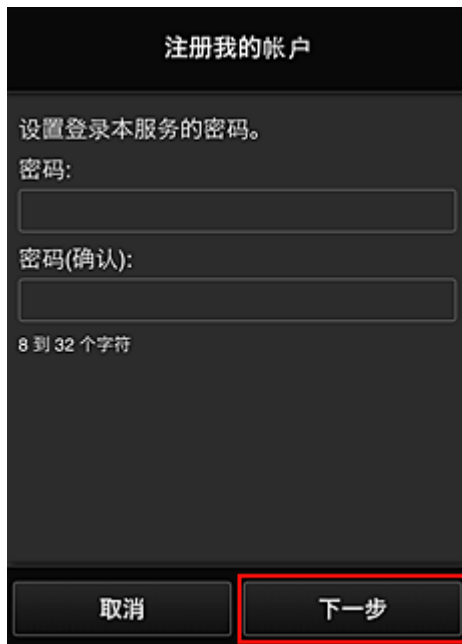 注册我的帐户
设置登录本服务的密码。
密码:
密码(确认):
8 到 32 个字符
取消
下一步